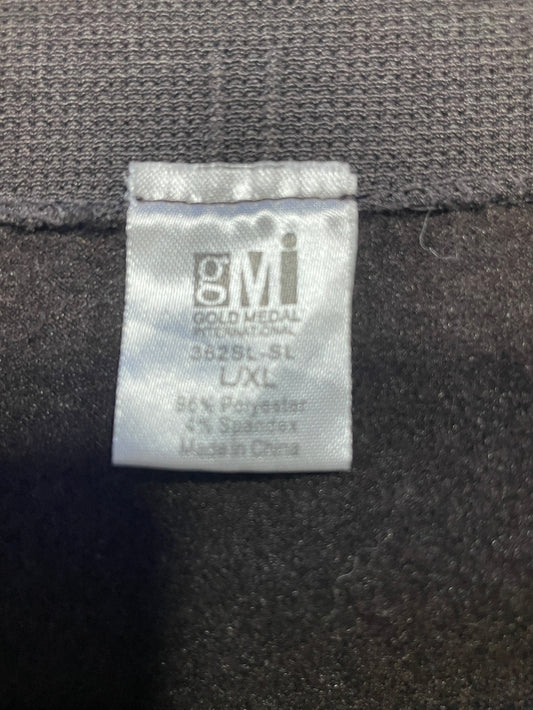 gMi
GOLD MEDAL
INTERNATIONAL
362SL-SL
L/XL
96% Polyester
4% Spandex
Made in China